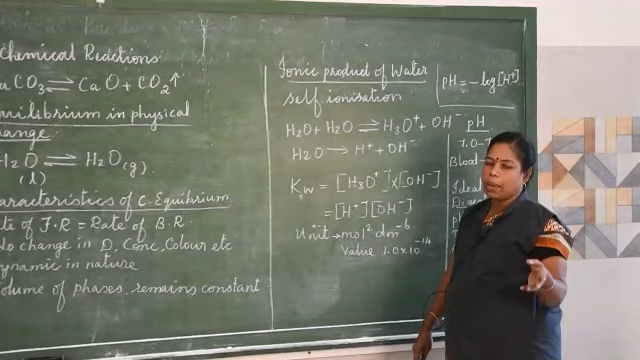 Chemical Reactions
CaCO₃ ⇌ CaO + CO₂↑
Equilibrium in physical
change
H₂O ⇌ H₂O(g)
(l)
Characteristics of C. Equilibrium
Rate of F.R = Rate of B.R.
No change in D, Conc, Colour etc
Dynamic in nature
Volume of phases remains constant
Ionic product of Water
self ionisation
H₂O + H₂O ⇌ H₃O⁺ + OH⁻
H₂O → H⁺ + OH⁻
Kw = [H₃O⁺] x [OH⁻]
= [H⁺][OH⁻]
Unit → mol² dm⁻⁶
Value 1.0 x 10⁻¹⁴
pH = -log[H⁺]
pH
Blood
Ideal